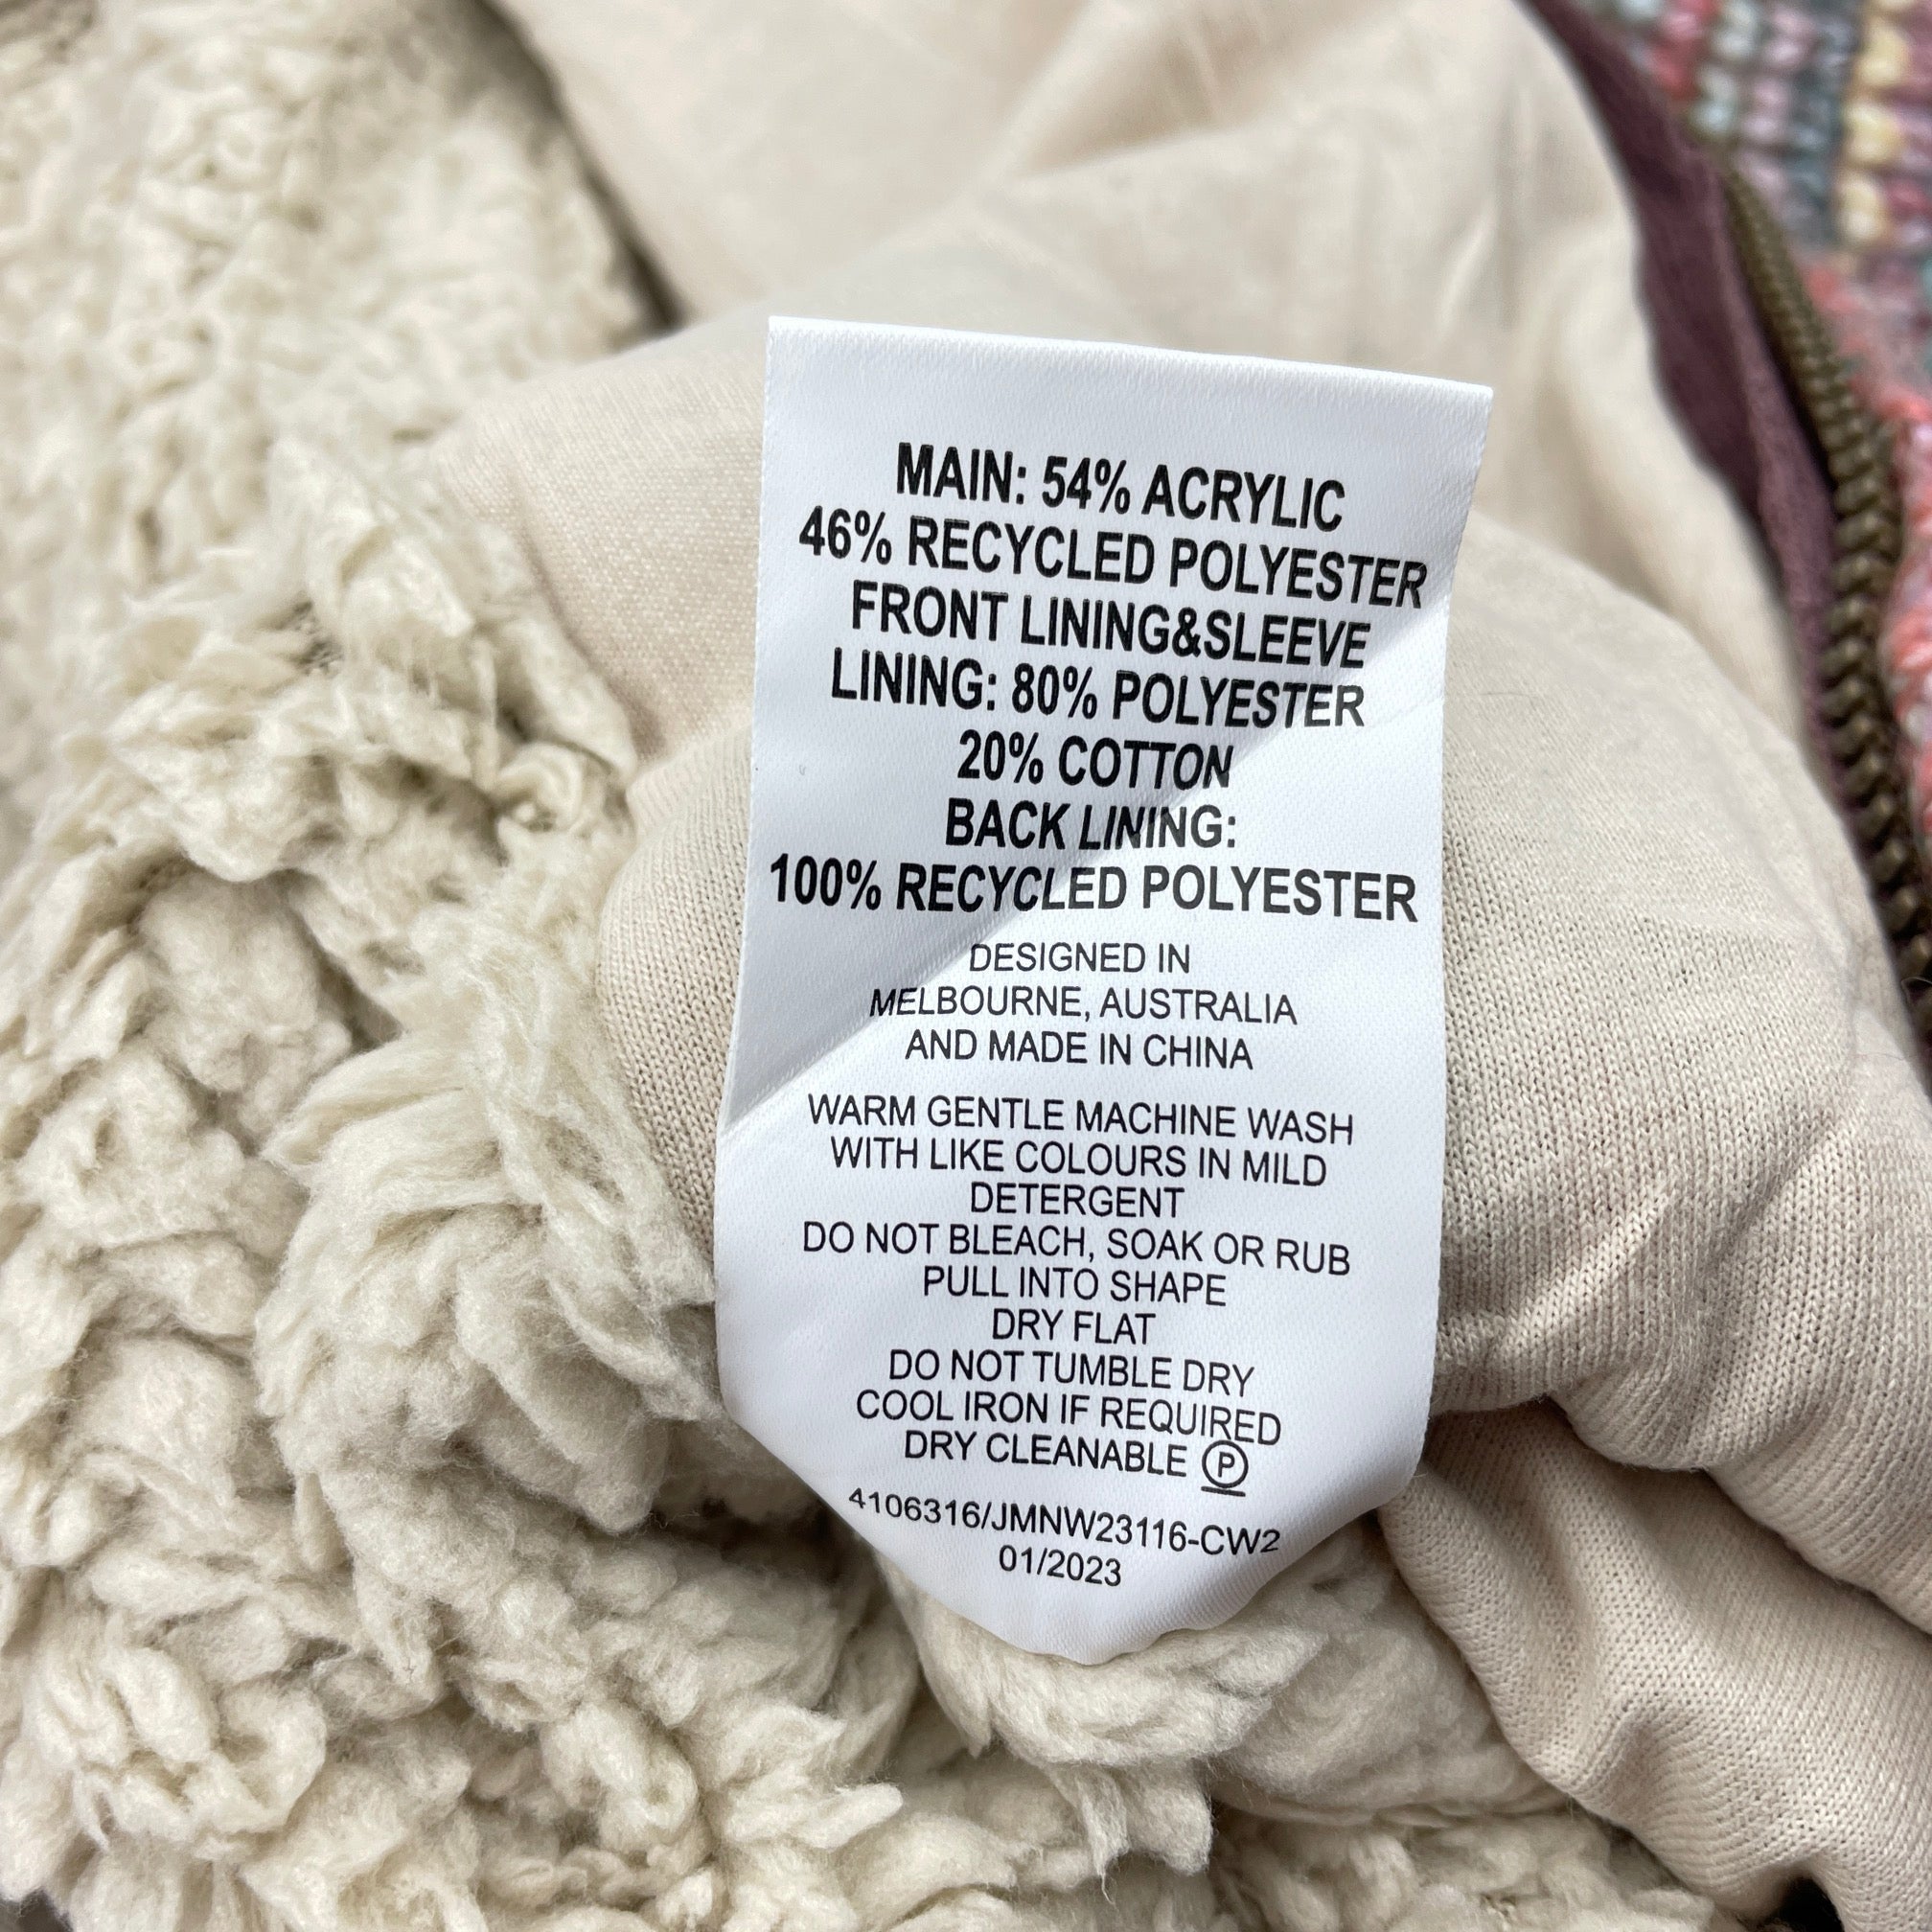 MAIN: 54% ACRYLIC
46% RECYCLED POLYESTER
FRONT LINING&SLEEVE
LINING: 80% POLYESTER
20% COTTON
BACK LINING:
100% RECYCLED POLYESTER
DESIGNED IN
MELBOURNE, AUSTRALIA
AND MADE IN CHINA
WARM GENTLE MACHINE WASH
WITH LIKE COLOURS IN MILD
DETERGENT
DO NOT BLEACH, SOAK OR RUB
PULL INTO SHAPE
DRY FLAT
DO NOT TUMBLE DRY
COOL IRON IF REQUIRED
DRY CLEANABLE P
4106316/JMNW23116-CW2
01/2023